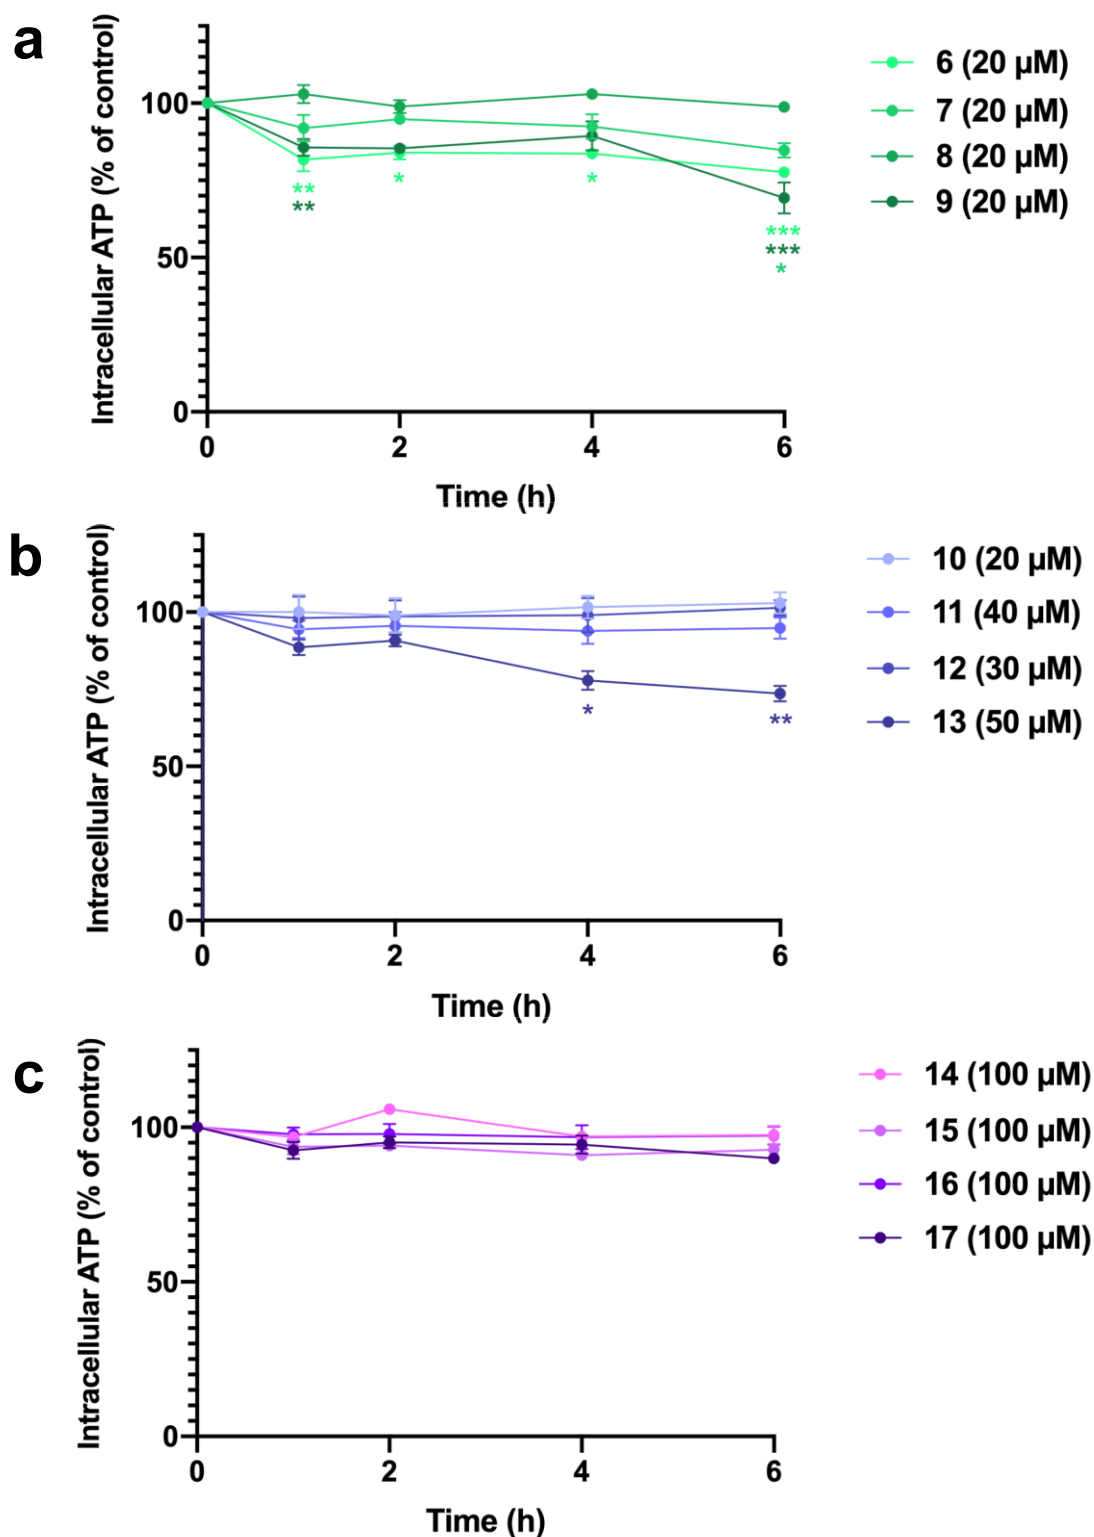 a
Intracellular ATP (% of control)
100
50
0
0 2 4 6
Time (h)
** 
**
*
*
***
***
*
6 (20 µM)
7 (20 µM)
8 (20 µM)
9 (20 µM)
b
Intracellular ATP (% of control)
100
50
0
0 2 4 6
Time (h)
*
**
10 (20 µM)
11 (40 µM)
12 (30 µM)
13 (50 µM)
c
Intracellular ATP (% of control)
100
50
0
0 2 4 6
Time (h)
14 (100 µM)
15 (100 µM)
16 (100 µM)
17 (100 µM)